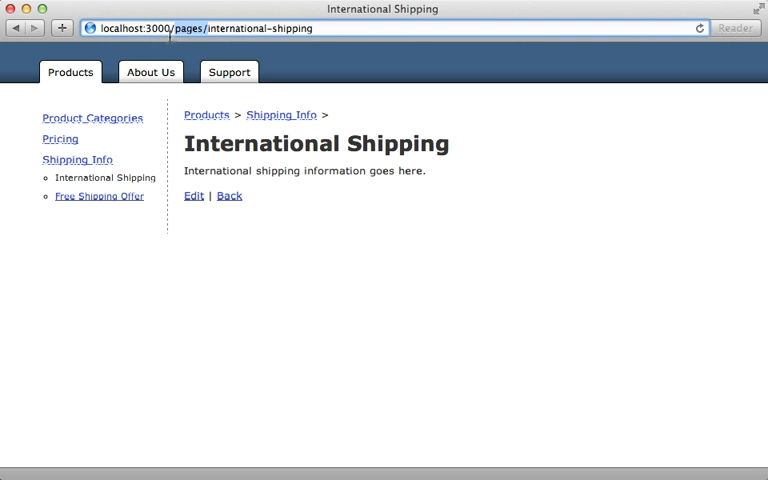 International Shipping
localhost:3000/pages/international-shipping
Reader
Products
About Us
Support
Product Categories
Pricing
Shipping Info
International Shipping
Free Shipping Offer
Products > Shipping Info >
International Shipping
International shipping information goes here.
Edit | Back